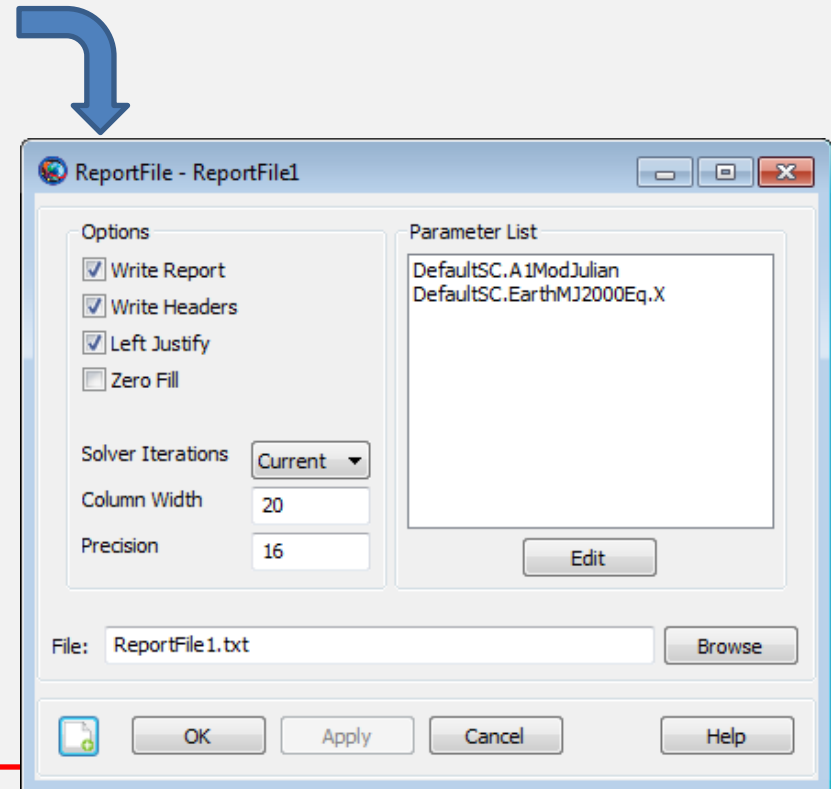 ReportFile - ReportFile1
Options
Write Report
Write Headers
Left Justify
Zero Fill
Solver Iterations Current
Column Width 20
Precision 16
Parameter List
DefaultSC.A1ModJulian
DefaultSC.EarthMJ2000Eq.X
Edit
File: ReportFile1.txt Browse
OK Apply Cancel Help